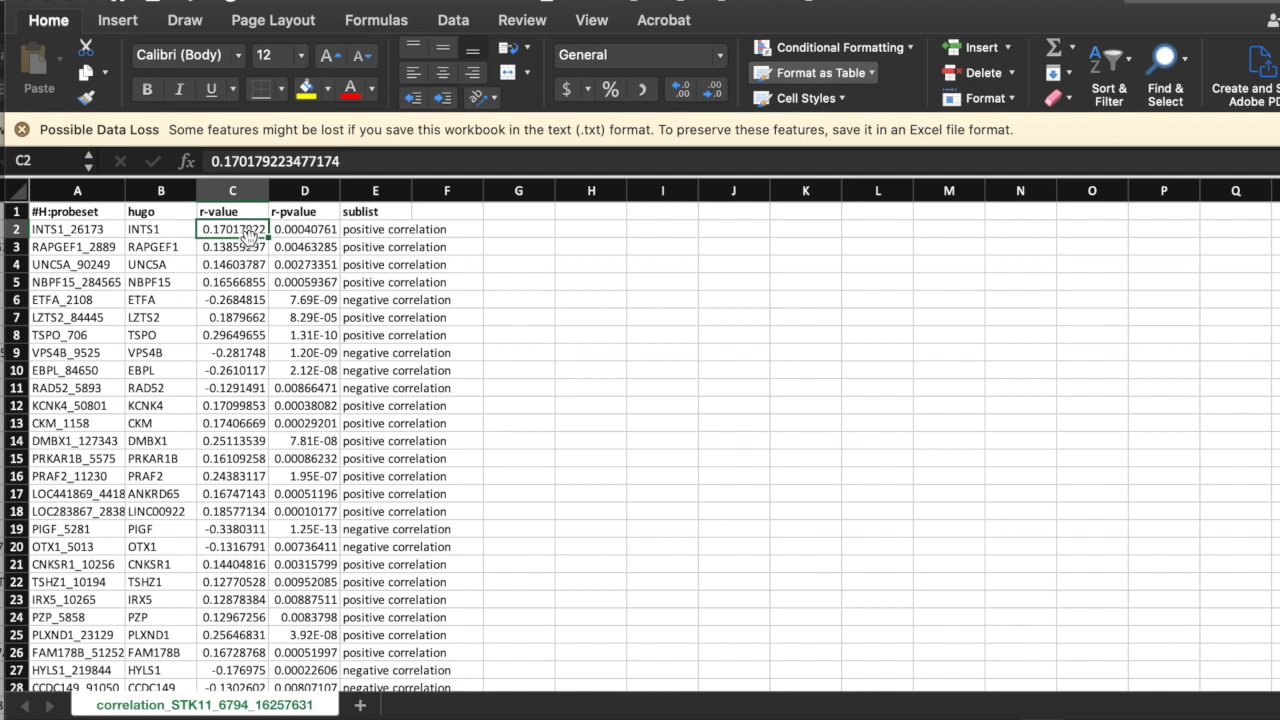 Home Insert Draw Page Layout Formulas Data Review View Acrobat
Paste Calibri (Body) 12 General Conditional Formatting Format as Table Cell Styles Insert Delete Format Sort & Filter Find & Select Create and S Adobe PD
Possible Data Loss Some features might be lost if you save this workbook in the text (.txt) format. To preserve these features, save it in an Excel file format.
C2 fx 0.170179223477174
A B C D E F G H I J K L M N O P Q
1 #H:probeset hugo r-value r-pvalue sublist
2 INTS1_26173 INTS1 0.00040761 positive correlation
3 RAPGEF1_2889 RAPGEF1 0.00463285 positive correlation
4 UNC5A_90249 UNC5A 0.14603787 0.00273351 positive correlation
5 NBPF15_284565 NBPF15 0.16566855 0.00059367 positive correlation
6 ETFA_2108 ETFA -0.2684815 7.69E-09 negative correlation
7 LZTS2_84445 LZTS2 0.1879662 8.29E-05 positive correlation
8 TSPO_706 TSPO 0.29649655 1.31E-10 positive correlation
9 VPS4B_9525 VPS4B -0.281748 1.20E-09 negative correlation
10 EBPL_84650 EBPL -0.2610117 2.12E-08 negative correlation
11 RAD52_5893 RAD52 -0.1291491 0.00866471 negative correlation
12 KCNK4_50801 KCNK4 0.17099853 0.00038082 positive correlation
13 CKM_1158 CKM 0.17406669 0.00029201 positive correlation
14 DMBX1_127343 DMBX1 0.25113539 7.81E-08 positive correlation
15 PRKAR1B_5575 PRKAR1B 0.16109258 0.00086232 positive correlation
16 PRAF2_11230 PRAF2 0.24383117 1.95E-07 positive correlation
17 LOC441869_4418 ANKRD65 0.16747143 0.00051196 positive correlation
18 LOC283867_2838 LINC00922 0.18577134 0.00010177 positive correlation
19 PIGF_5281 PIGF -0.3380311 1.25E-13 negative correlation
20 OTX1_5013 OTX1 -0.1316791 0.00736411 negative correlation
21 CNKSR1_10256 CNKSR1 0.14404816 0.00315799 positive correlation
22 TSHZ1_10194 TSHZ1 0.12770528 0.00952085 positive correlation
23 IRX5_10265 IRX5 0.12878384 0.00887511 positive correlation
24 PZP_5858 PZP 0.12967256 0.0083798 positive correlation
25 PLXND1_23129 PLXND1 0.25646831 3.92E-08 positive correlation
26 FAM178B_51252 FAM178B 0.16728768 0.00051997 positive correlation
27 HYLS1_219844 HYLS1 -0.176975 0.00022606 negative correlation
28 CCDC149_91050 CCDC149 -0.1302602 0.00807107 negative correlation
correlation_STK11_6794_16257631